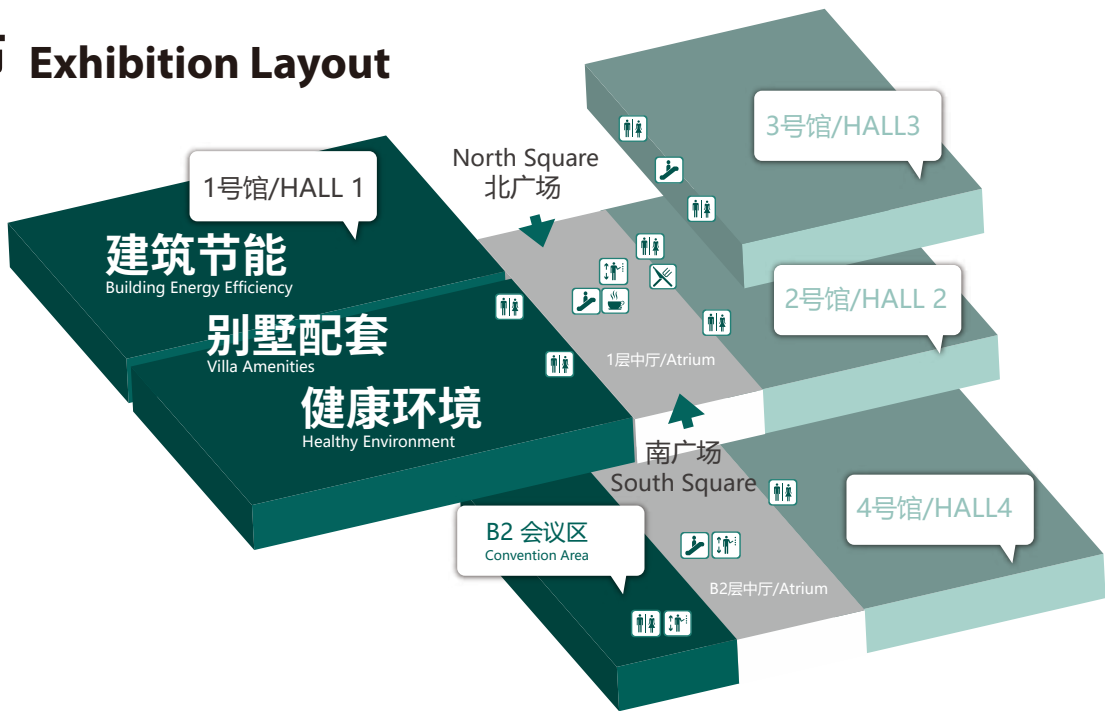 Exhibition Layout
3号馆/HALL3
North Square
北广场
1号馆/HALL 1
建筑节能
Building Energy Efficiency
2号馆/HALL 2
别墅配套
Villa Amenities
1层中厅/Atrium
健康环境
Healthy Environment
南广场
South Square
4号馆/HALL4
B2 会议区
Convention Area
B2层中厅/Atrium